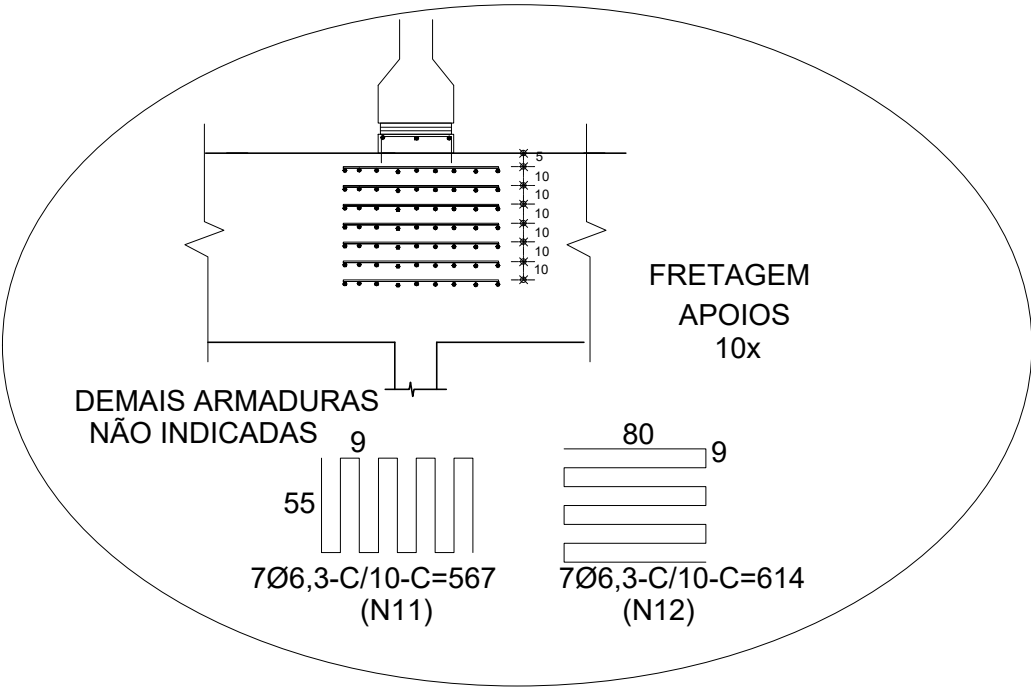 5
10
10
10
10
10
10
FRETAGEM
APOIOS
10x
DEMAIS ARMADURAS
NÃO INDICADAS
9
55
7Ø6,3-C/10-C=567
(N11)
80
9
7Ø6,3-C/10-C=614
(N12)